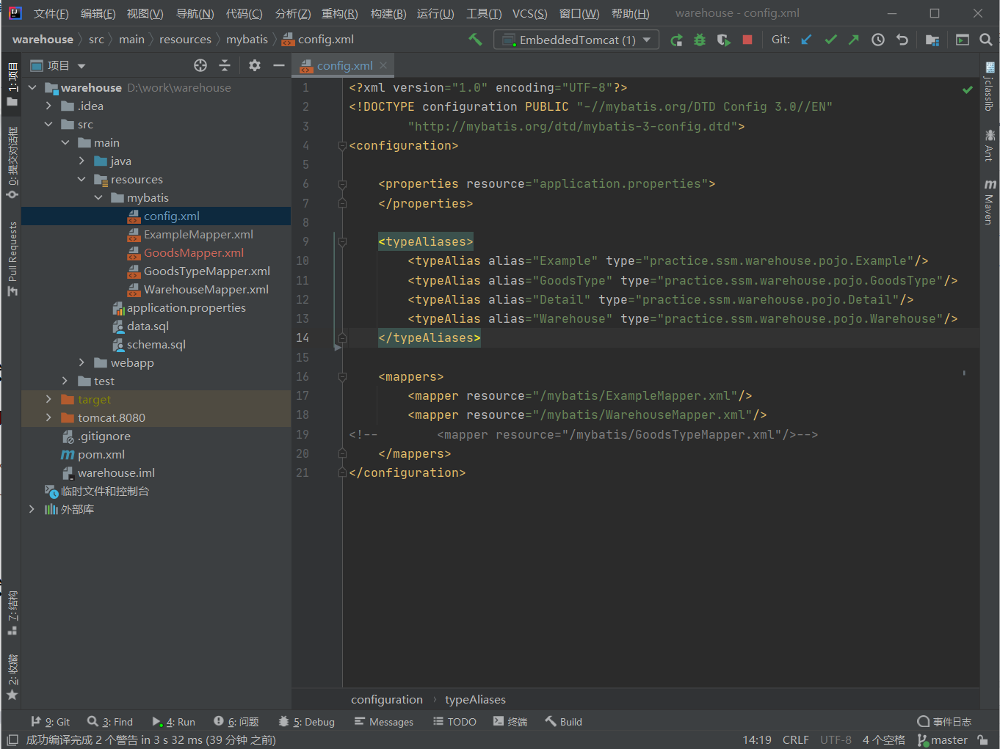 文件(F) 编辑(E) 视图(V) 导航(N) 代码(C) 分析(Z) 重构(R) 构建(B) 运行(U) 工具(T) VCS(S) 窗口(W) 帮助(H) warehouse - config.xml
warehouse src main resources mybatis config.xml EmbeddedTomcat (1) Git:
1: 项目
0: 提交对话框
Pull Requests
Z: 结构
2: 收藏
项目
warehouse D:\work\warehouse
.idea
src
main
java
resources
mybatis
config.xml
ExampleMapper.xml
GoodsMapper.xml
GoodsTypeMapper.xml
WarehouseMapper.xml
application.properties
data.sql
schema.sql
webapp
test
target
tomcat.8080
.gitignore
pom.xml
warehouse.iml
临时文件和控制台
外部库
config.xml
1 <?xml version="1.0" encoding="UTF-8"?>
2 <!DOCTYPE configuration PUBLIC "-//mybatis.org/DTD Config 3.0//EN"
3 "http://mybatis.org/dtd/mybatis-3-config.dtd">
4 <configuration>
5
6 <properties resource="application.properties">
7 </properties>
8
9 <typeAliases>
10 <typeAlias alias="Example" type="practice.ssm.warehouse.pojo.Example"/>
11 <typeAlias alias="GoodsType" type="practice.ssm.warehouse.pojo.GoodsType"/>
12 <typeAlias alias="Detail" type="practice.ssm.warehouse.pojo.Detail"/>
13 <typeAlias alias="Warehouse" type="practice.ssm.warehouse.pojo.Warehouse"/>
14 </typeAliases>
15
16 <mappers>
17 <mapper resource="/mybatis/ExampleMapper.xml"/>
18 <mapper resource="/mybatis/WarehouseMapper.xml"/>
19 <!-- <mapper resource="/mybatis/GoodsTypeMapper.xml"/>-->
20 </mappers>
21 </configuration>
jclasslib
Ant
Maven
configuration › typeAliases
9: Git 3: Find 4: Run 6: 问题 5: Debug Messages TODO 终端 Build 事件日志
成功编译完成 2 个警告 in 3 s 32 ms (39 分钟 之前) 14:19 CRLF UTF-8 4 个空格 master